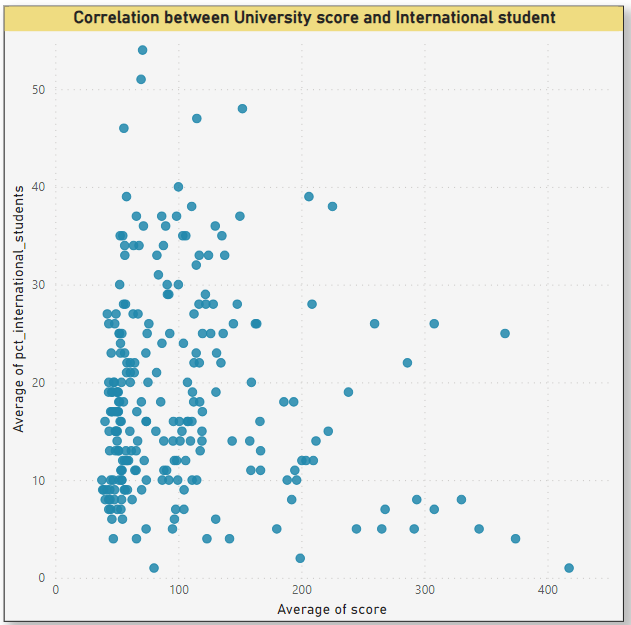 Correlation between University score and International student
50
40
30
20
10
0
Average of pct_international_students
0 100 200 300 400
Average of score